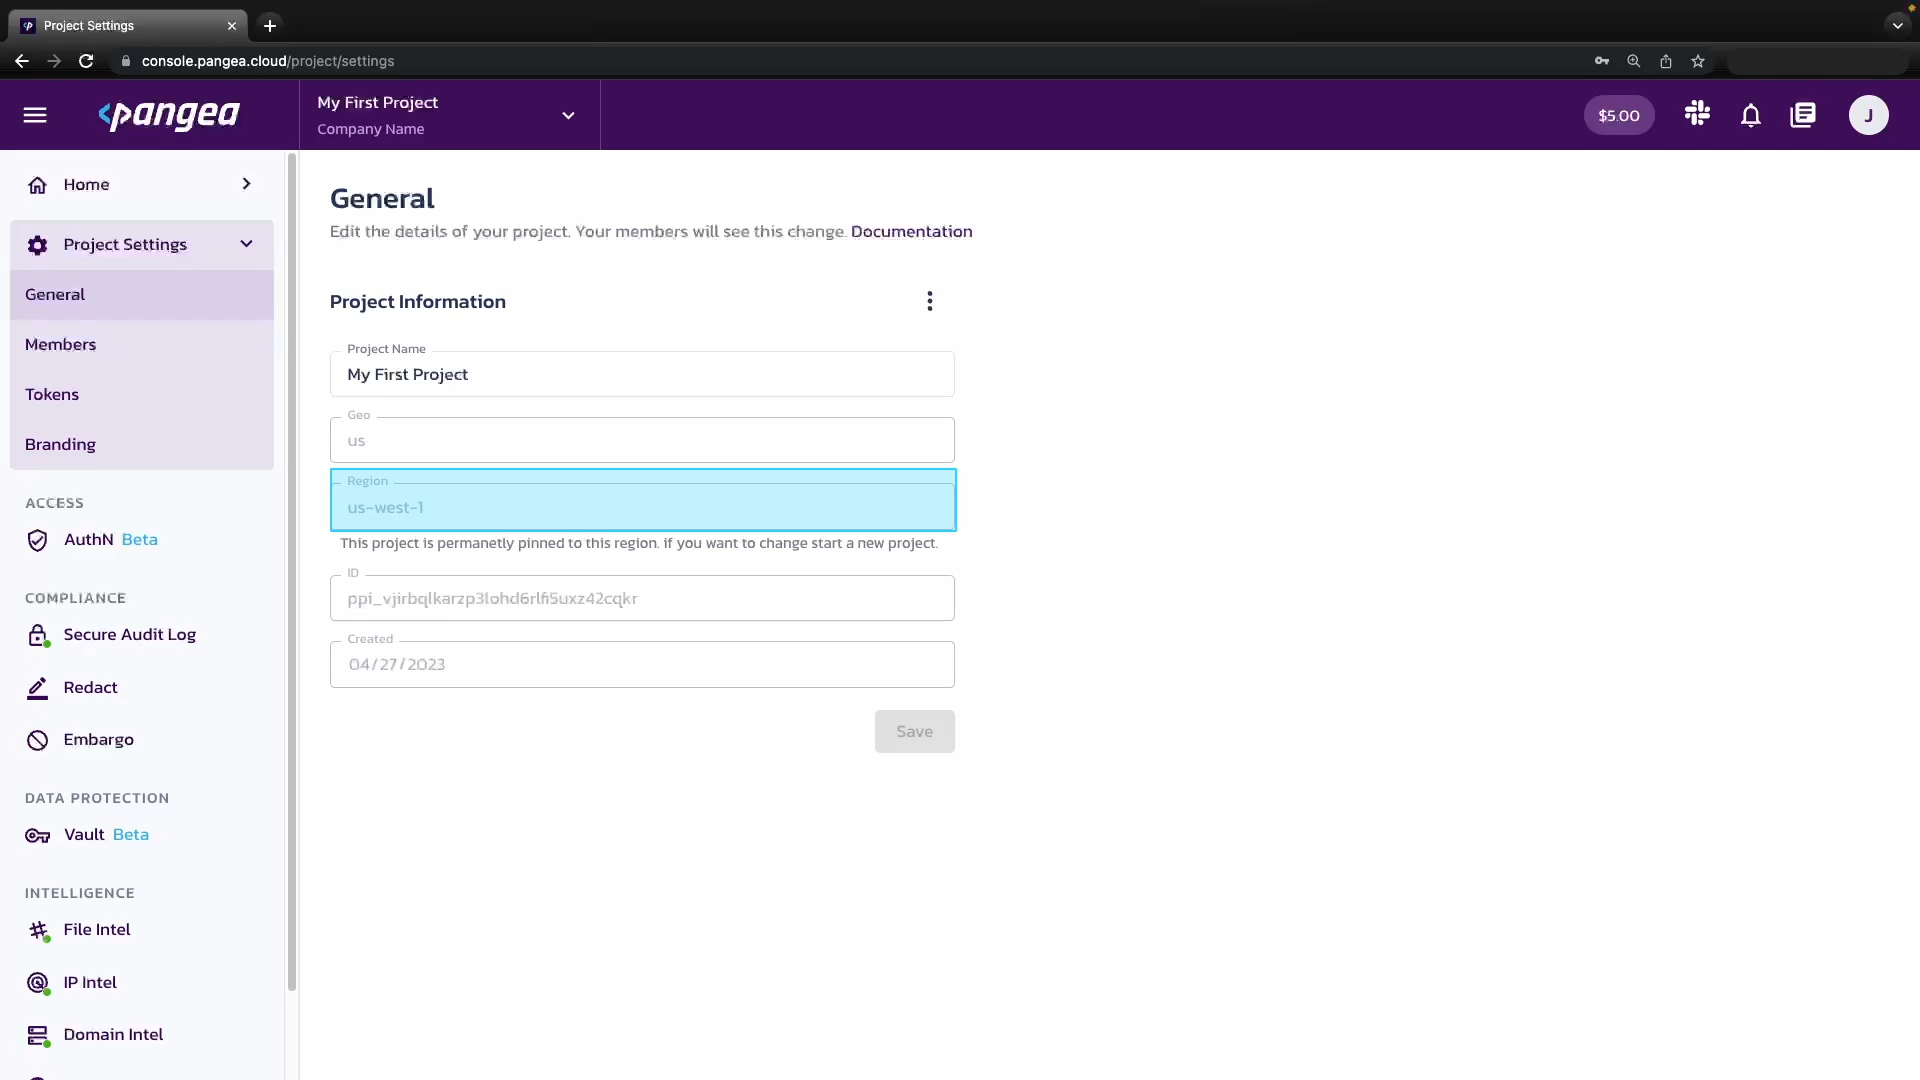 Project Settings
console.pangea.cloud/project/settings
pangea
My First Project
Company Name
$5.00
J
Home
Project Settings
General
Members
Tokens
Branding
ACCESS
AuthN Beta
COMPLIANCE
Secure Audit Log
Redact
Embargo
DATA PROTECTION
Vault Beta
INTELLIGENCE
File Intel
IP Intel
Domain Intel
General
Edit the details of your project. Your members will see this change. Documentation
Project Information
Project Name
My First Project
Geo
us
Region
us-west-1
This project is permanetly pinned to this region. if you want to change start a new project.
ID
ppi_vjirbqlkarzp3lohd6rlfi5uxz42cqkr
Created
04/27/2023
Save